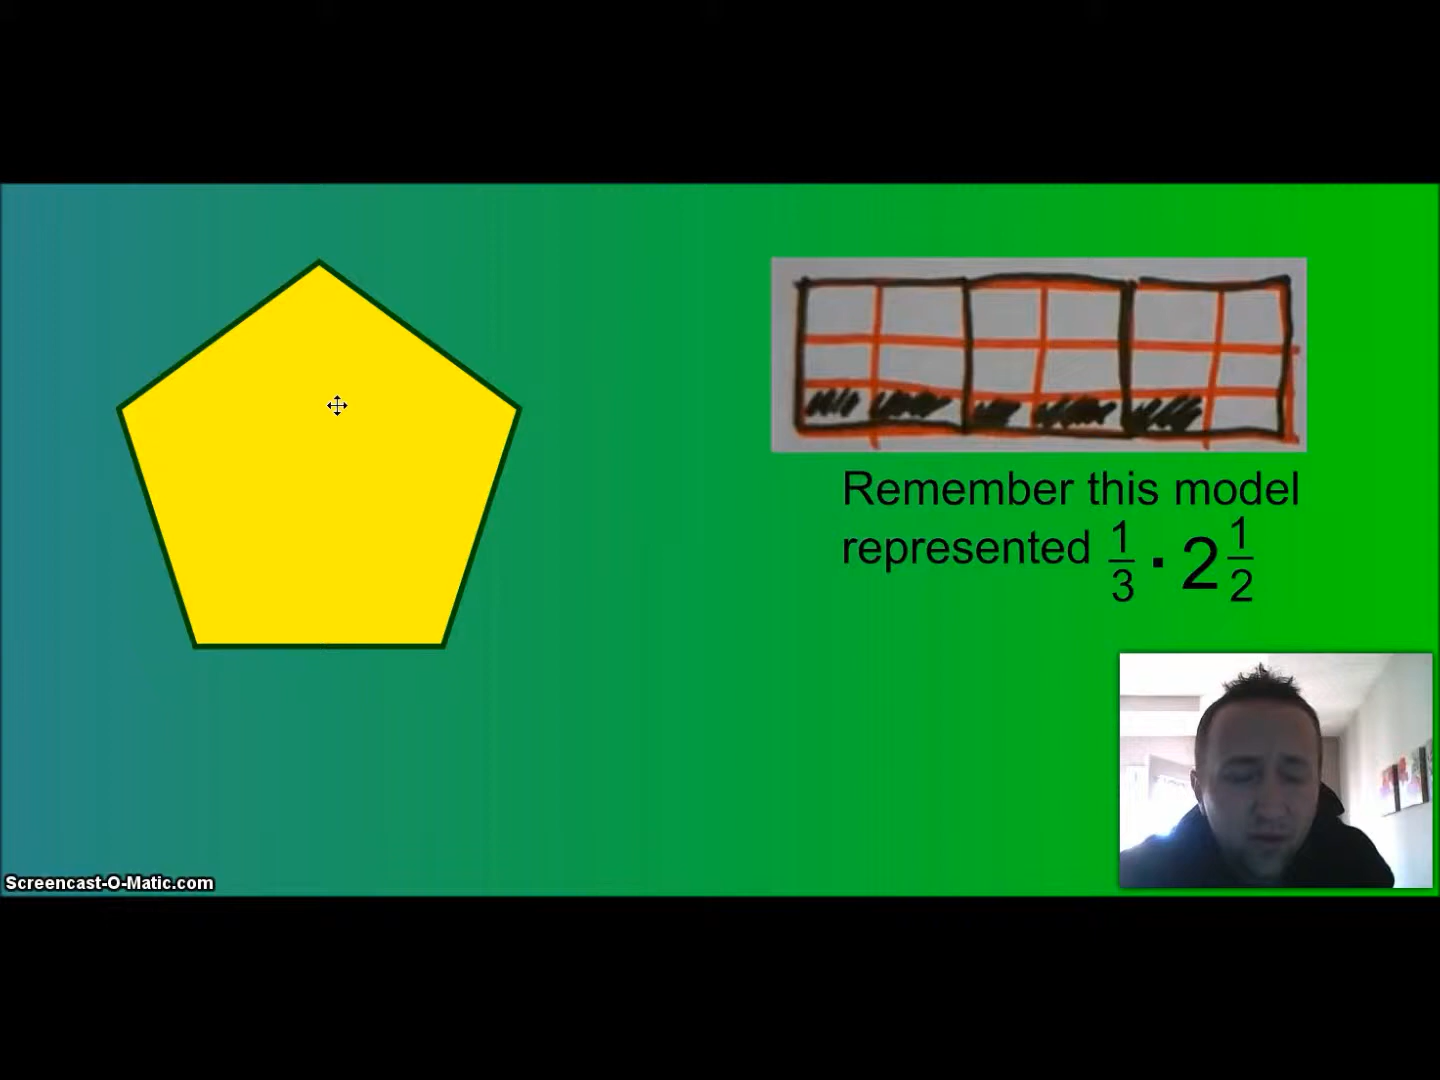 Remember this model
represented 1/3 · 2 1/2
Screencast-O-Matic.com